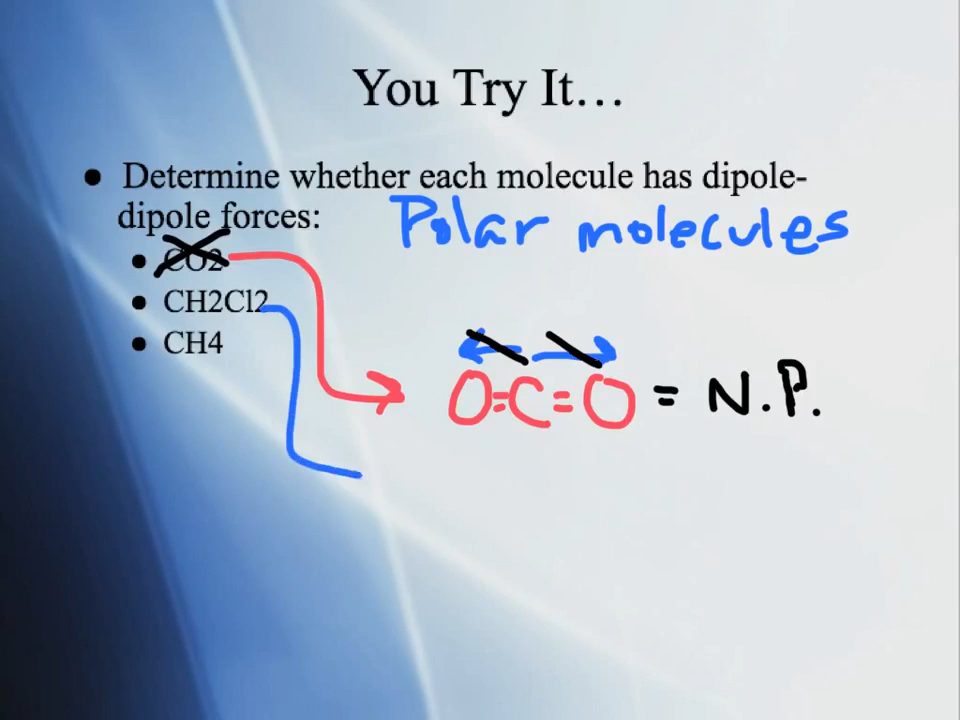 You Try It…
• Determine whether each molecule has dipole-
dipole forces:
Polar molecules
• CO2
• CH2Cl2
• CH4
O=C=O = N.P.